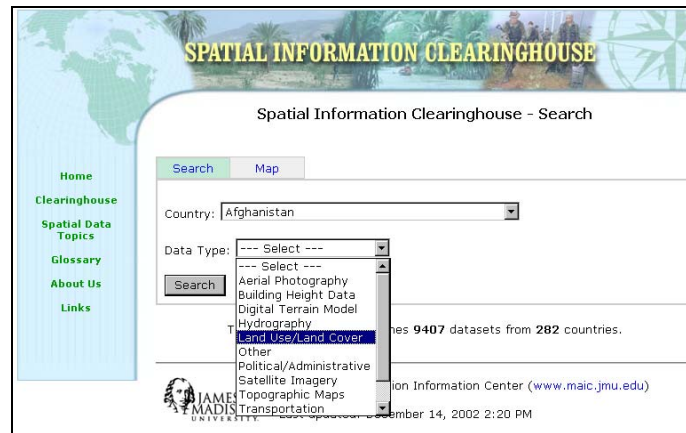 SPATIAL INFORMATION CLEARINGHOUSE
Spatial Information Clearinghouse - Search
Home
Clearinghouse
Spatial Data
Topics
Glossary
About Us
Links
Search Map
Country: Afghanistan
Data Type: --- Select ---
--- Select ---
Aerial Photography
Building Height Data
Digital Terrain Model
Hydrography
Land Use/Land Cover
Other
Political/Administrative
Satellite Imagery
Topographic Maps
Transportation
Search
9407 datasets from 282 countries.
JAMES
MADIS
UNIVERSITY
ion Information Center (www.maic.jmu.edu)
December 14, 2002 2:20 PM